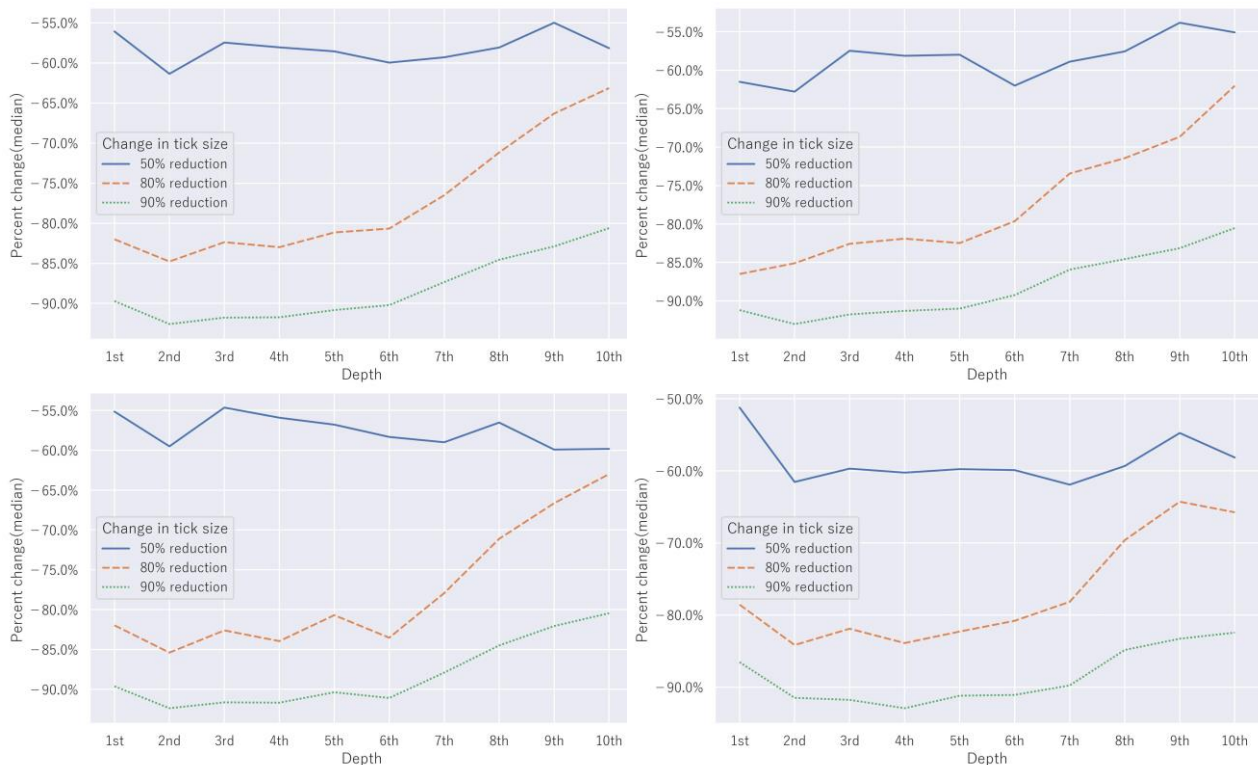 Percent change(median)
−55.0%
−60.0%
−65.0%
−70.0%
−75.0%
−80.0%
−85.0%
−90.0%
Change in tick size
50% reduction
80% reduction
90% reduction
1st 2nd 3rd 4th 5th 6th 7th 8th 9th 10th
Depth
Percent change(median)
−55.0%
−60.0%
−65.0%
−70.0%
−75.0%
−80.0%
−85.0%
−90.0%
Change in tick size
50% reduction
80% reduction
90% reduction
1st 2nd 3rd 4th 5th 6th 7th 8th 9th 10th
Depth
Percent change(median)
−55.0%
−60.0%
−65.0%
−70.0%
−75.0%
−80.0%
−85.0%
−90.0%
Change in tick size
50% reduction
80% reduction
90% reduction
1st 2nd 3rd 4th 5th 6th 7th 8th 9th 10th
Depth
Percent change(median)
−50.0%
−60.0%
−70.0%
−80.0%
−90.0%
Change in tick size
50% reduction
80% reduction
90% reduction
1st 2nd 3rd 4th 5th 6th 7th 8th 9th 10th
Depth